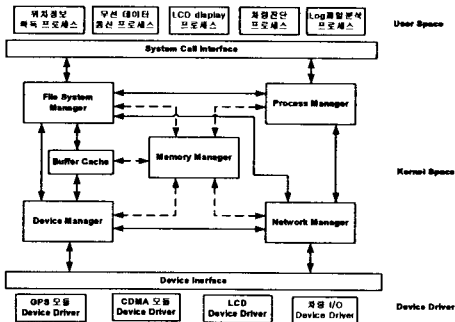 위치정보
획득 프로세스
무선 데이터
통신 프로세스
LCD display
프로세스
차량진단
프로세스
Log파일분석
프로세스
User Space
System Call Interface
File System
Manager
Process Manager
Buffer Cache
Memory Manager
Kernel Space
Device Manager
Network Manager
Device Inerface
GPS 모듈
Device Driver
CDMA 모듈
Device Driver
LCD
Device Driver
차량 I/O
Device Driver
Device Driver